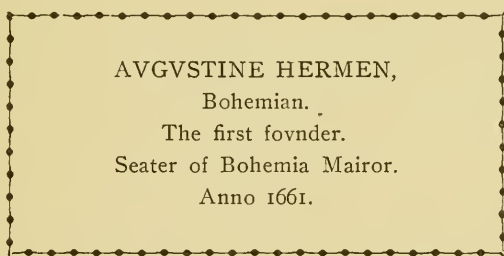 AVGVSTINE HERMEN,
Bohemian.
The first fovnder.
Seater of Bohemia Mairor.
Anno 1661.